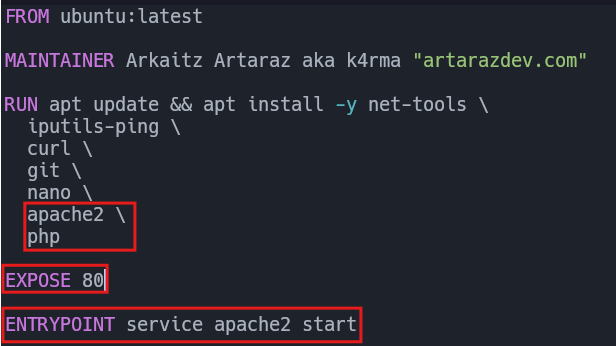 FROM ubuntu:latest
MAINTAINER Arkaitz Artaraz aka k4rma "artarazdev.com"
RUN apt update && apt install -y net-tools \
iputils-ping \
curl \
git \
nano \
apache2 \
php
EXPOSE 80
ENTRYPOINT service apache2 start